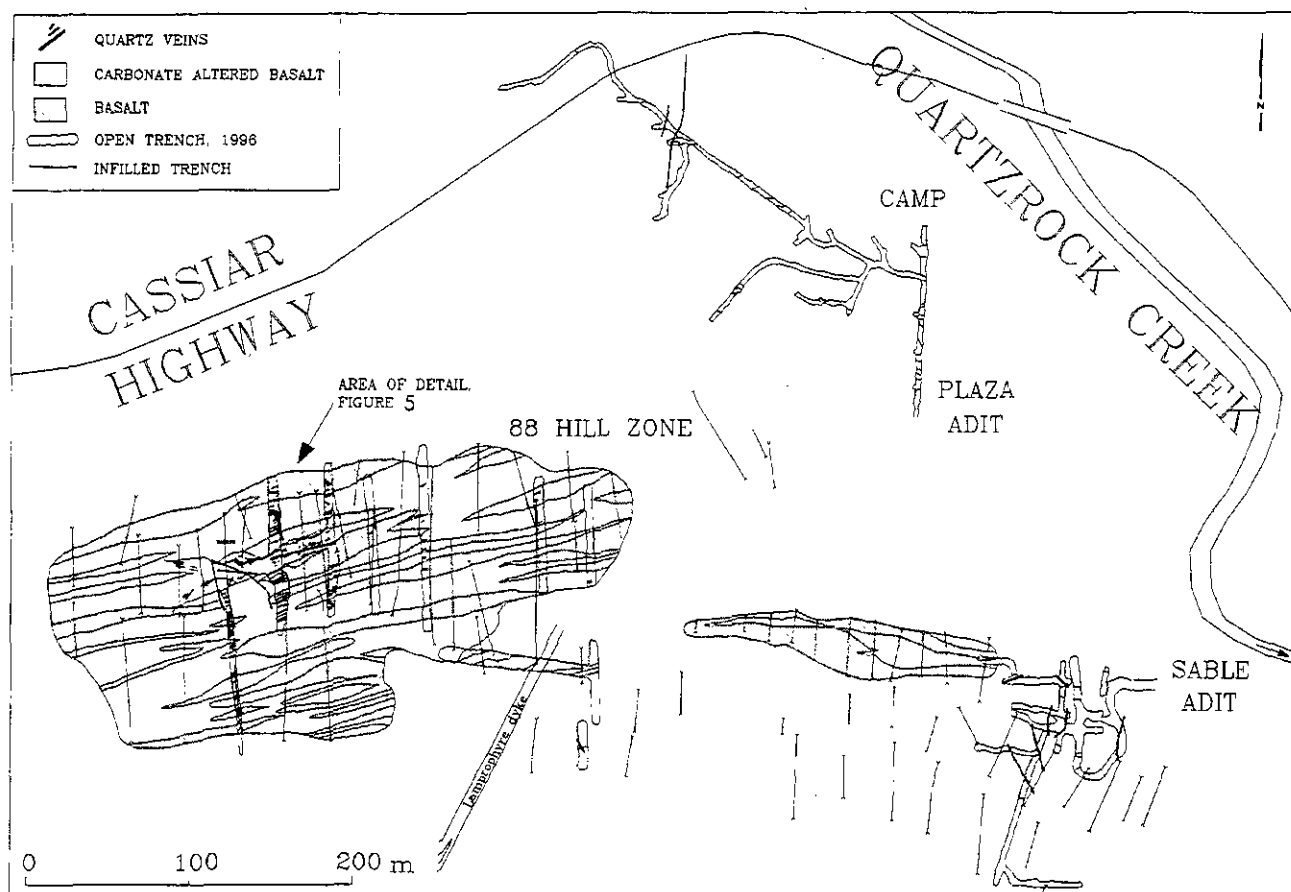 QUARTZ VEINS
CARBONATE ALTERED BASALT
BASALT
OPEN TRENCH, 1996
INFILLED TRENCH
N
QUARTZROCK CREEK
CAMP
CASSIAR
HIGHWAY
AREA OF DETAIL,
FIGURE 5
PLAZA
ADIT
88 HILL ZONE
SABLE
ADIT
Lamprophyre dyke
0 100 200 m